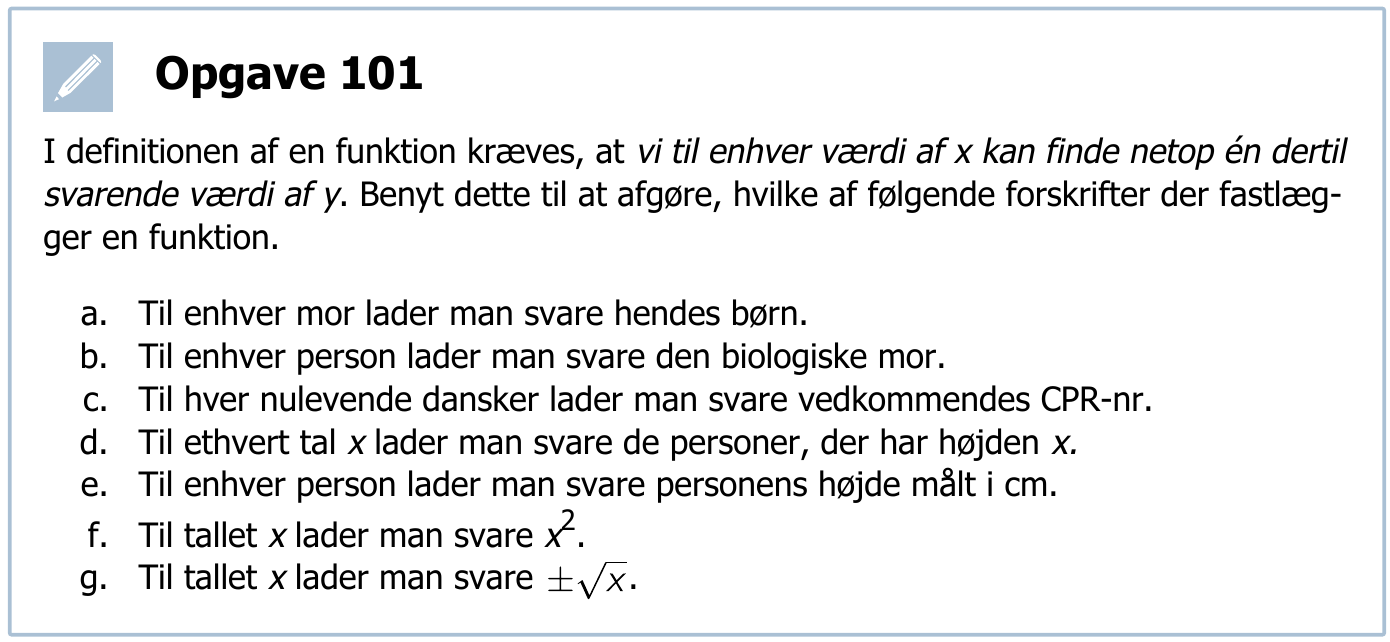 Opgave 101
I definitionen af en funktion kræves, at vi til enhver værdi af x kan finde netop én dertil
svarende værdi af y. Benyt dette til at afgøre, hvilke af følgende forskrifter der fastlæg-
ger en funktion.
a. Til enhver mor lader man svare hendes børn.
b. Til enhver person lader man svare den biologiske mor.
c. Til hver nulevende dansker lader man svare vedkommendes CPR-nr.
d. Til ethvert tal x lader man svare de personer, der har højden x.
e. Til enhver person lader man svare personens højde målt i cm.
f. Til tallet x lader man svare x².
g. Til tallet x lader man svare ±√x.